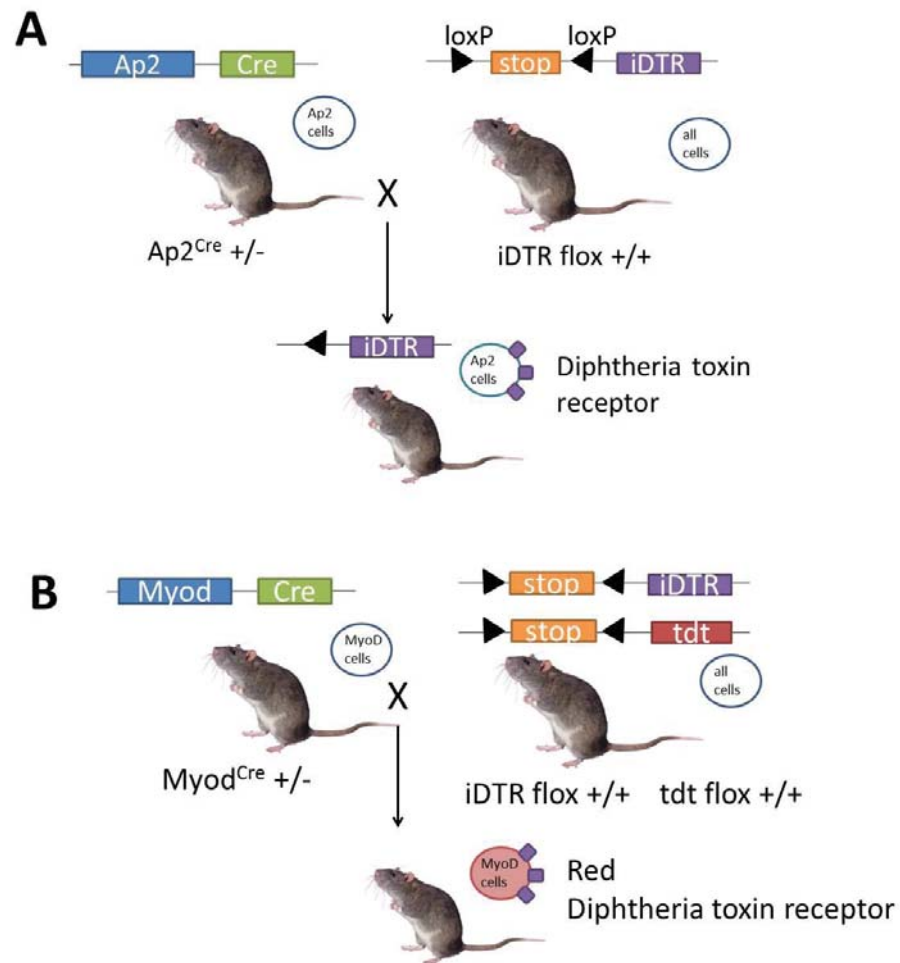 A
loxP loxP
Ap2 Cre stop iDTR
Ap2
cells
all
cells
X
Ap2Cre +/- iDTR flox +/+
iDTR
Ap2
cells
Diphtheria toxin
receptor
B
Myod Cre stop iDTR
stop tdt
MyoD
cells
all
cells
X
MyodCre +/- iDTR flox +/+ tdt flox +/+
MyoD
cells
Red
Diphtheria toxin receptor